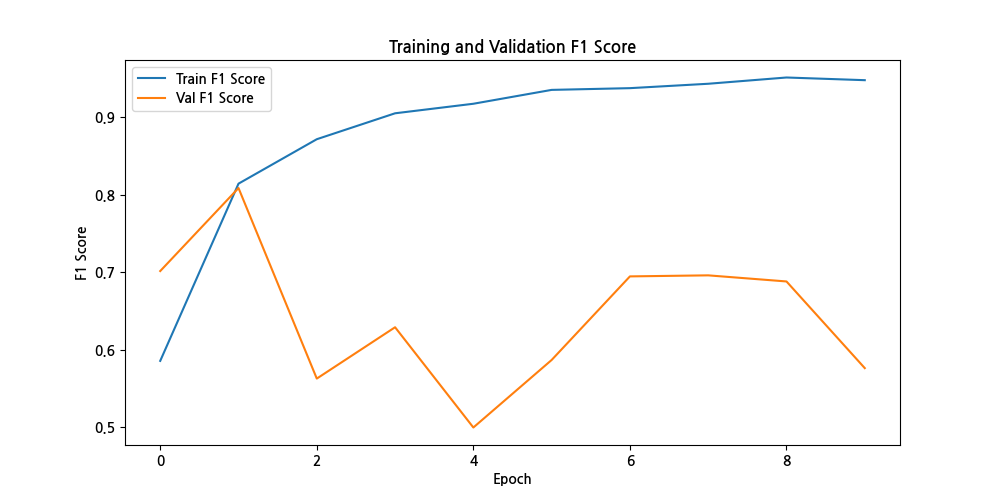 Training and Validation F1 Score
Train F1 Score
Val F1 Score
F1 Score
0.9
0.8
0.7
0.6
0.5
0 2 4 6 8
Epoch